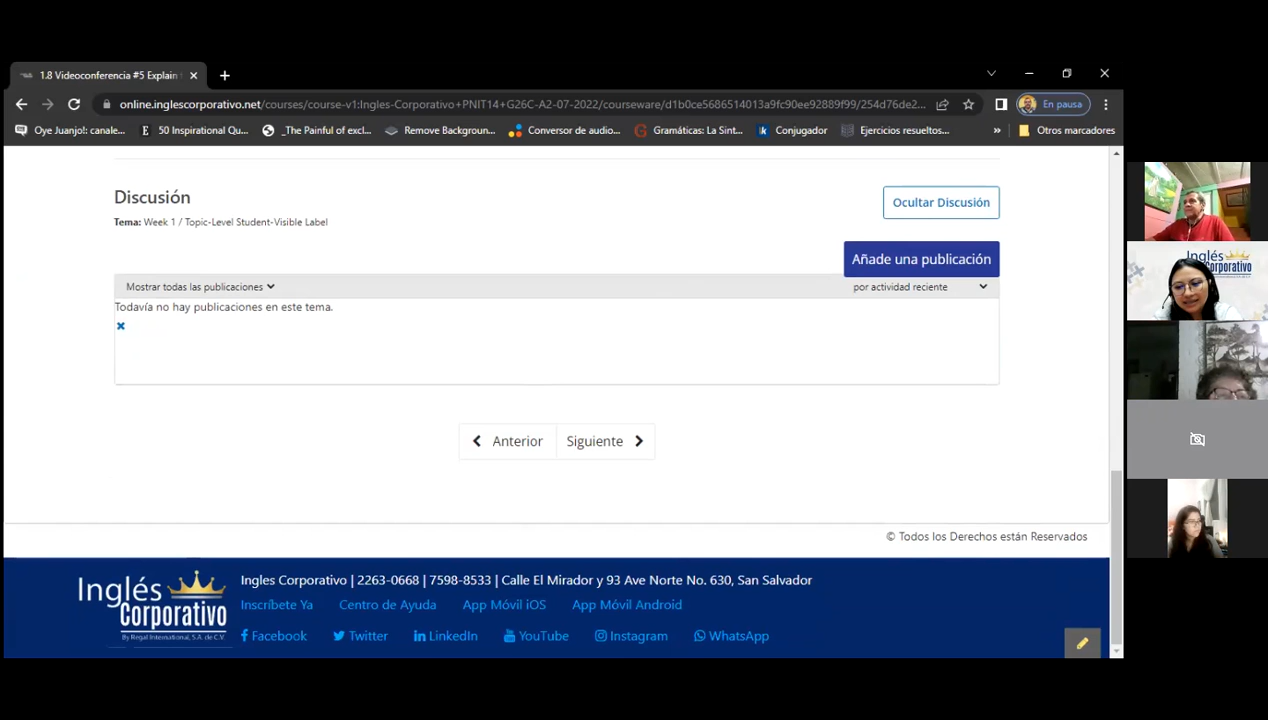 1.8 Videoconferencia #5 Explain
online.inglescorporativo.net/courses/course-v1:Ingles-Corporativo+PNIT14+G26C-A2-07-2022/courseware/d1b0ce5686514013a9fc90ee92889f99/254d76de2...
En pausa
Oye Juanjo!: canale...
50 Inspirational Qu...
_The Painful of excl...
Remove Backgroun...
Conversor de audio...
Gramáticas: La Sint...
Conjugador
Ejercicios resueltos...
»
Otros marcadores
Discusión
Ocultar Discusión
Tema: Week 1 / Topic-Level Student-Visible Label
Añade una publicación
Mostrar todas las publicaciones
por actividad reciente
Todavía no hay publicaciones en este tema.
Anterior
Siguiente
© Todos los Derechos están Reservados
Inglés
Corporativo
By Regal International, S.A. de C.V.
Ingles Corporativo | 2263-0668 | 7598-8533 | Calle El Mirador y 93 Ave Norte No. 630, San Salvador
Inscríbete Ya
Centro de Ayuda
App Móvil iOS
App Móvil Android
Facebook
Twitter
LinkedIn
YouTube
Instagram
WhatsApp
Inglés
Corporativo